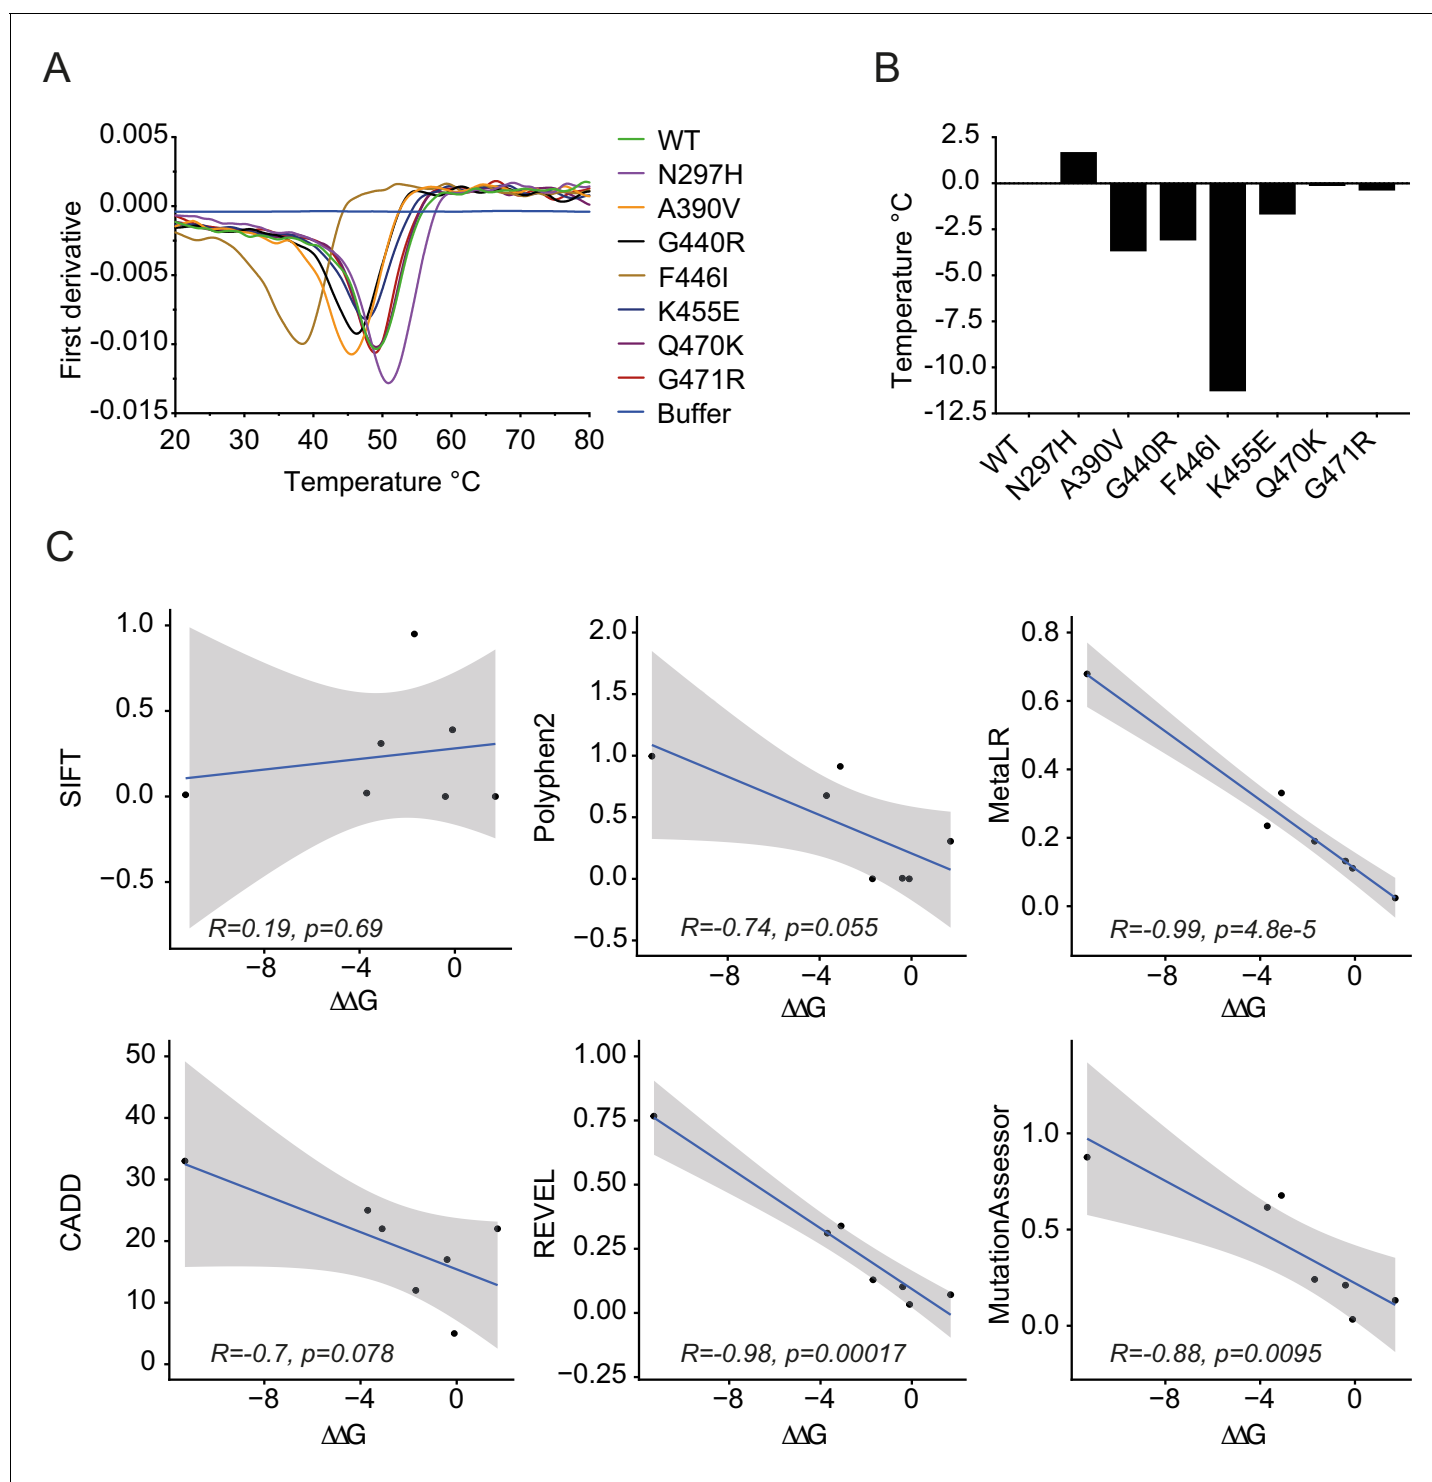 A
0.005
0.000
-0.005
-0.010
-0.015
First derivative
20 30 40 50 60 70 80
Temperature °C
WT
N297H
A390V
G440R
F446I
K455E
Q470K
G471R
Buffer
B
2.5
0.0
-2.5
-5.0
-7.5
-10.0
-12.5
Temperature °C
WT N297H A390V G440R F446I K455E Q470K G471R
C
1.0
0.5
0.0
−0.5
SIFT
R=0.19, p=0.69
−8 −4 0
ΔΔG
2.0
1.5
1.0
0.5
0.0
−0.5
Polyphen2
R=-0.74, p=0.055
−8 −4 0
ΔΔG
0.8
0.6
0.4
0.2
0.0
MetaLR
R=-0.99, p=4.8e-5
−8 −4 0
ΔΔG
50
40
30
20
10
0
CADD
R=-0.7, p=0.078
−8 −4 0
ΔΔG
1.00
0.75
0.50
0.25
0.00
−0.25
REVEL
R=-0.98, p=0.00017
−8 −4 0
ΔΔG
1.0
0.5
0.0
MutationAssessor
R=-0.88, p=0.0095
−8 −4 0
ΔΔG